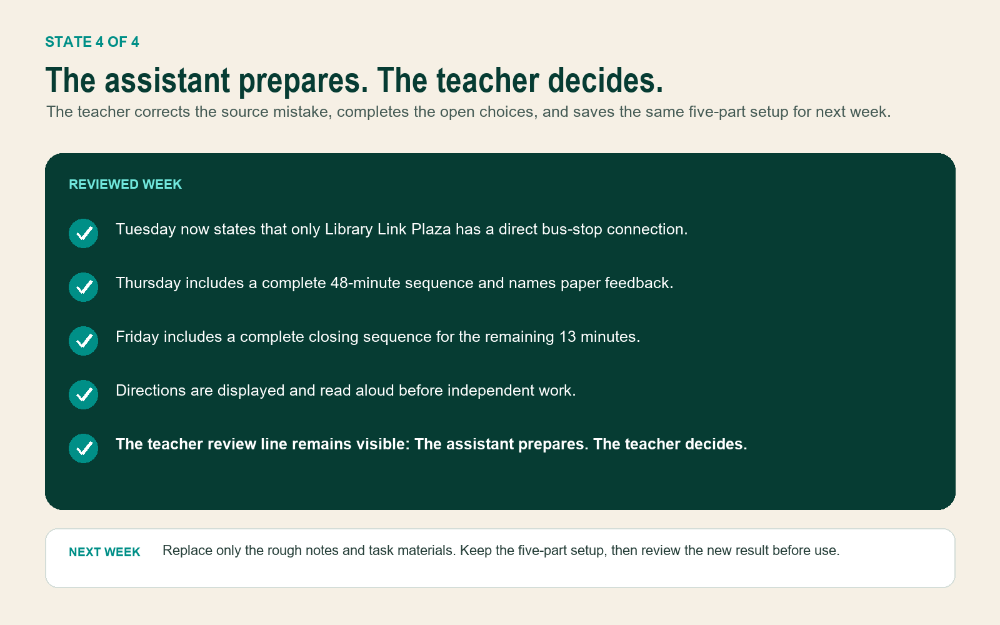 STATE 4 OF 4
The assistant prepares. The teacher decides.
The teacher corrects the source mistake, completes the open choices, and saves the same five-part setup for next week.
REVIEWED WEEK
Tuesday now states that only Library Link Plaza has a direct bus-stop connection.
Thursday includes a complete 48-minute sequence and names paper feedback.
Friday includes a complete closing sequence for the remaining 13 minutes.
Directions are displayed and read aloud before independent work.
The teacher review line remains visible: The assistant prepares. The teacher decides.
NEXT WEEK Replace only the rough notes and task materials. Keep the five-part setup, then review the new result before use.